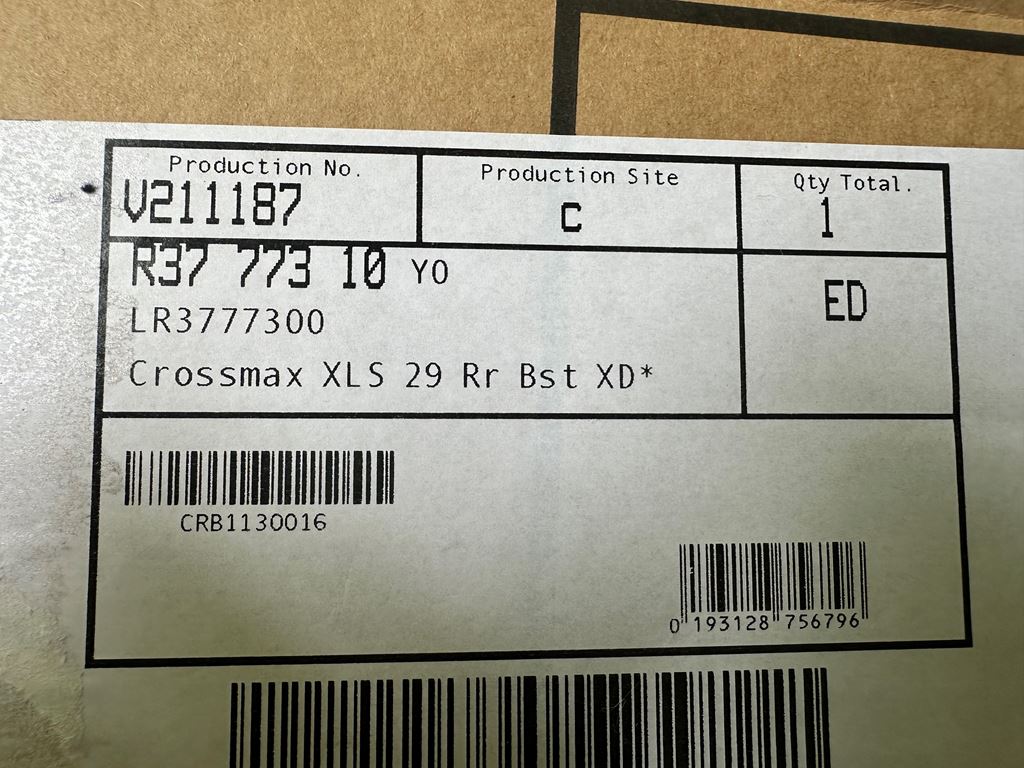 Production No.
V211187
Production Site
C
Qty Total.
1
R37 773 10 YO
ED
LR3777300
Crossmax XLS 29 Rr Bst XD*
CRB1130016
0 193128 756796